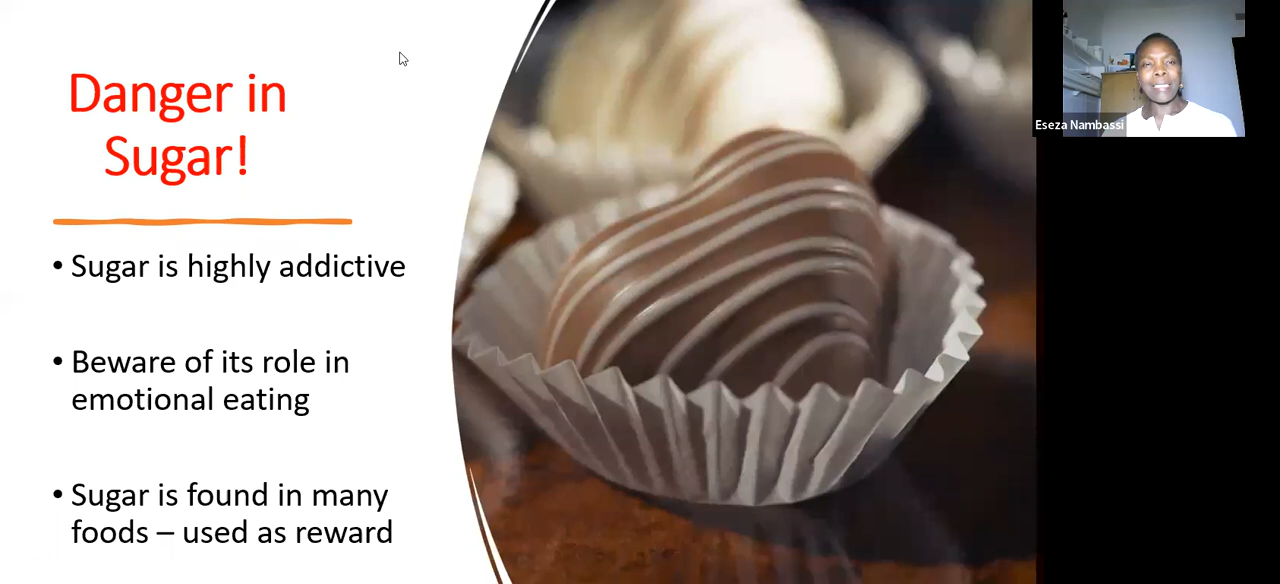 Danger in
Sugar!
• Sugar is highly addictive
• Beware of its role in
emotional eating
• Sugar is found in many
foods – used as reward
Eseza Nambassi